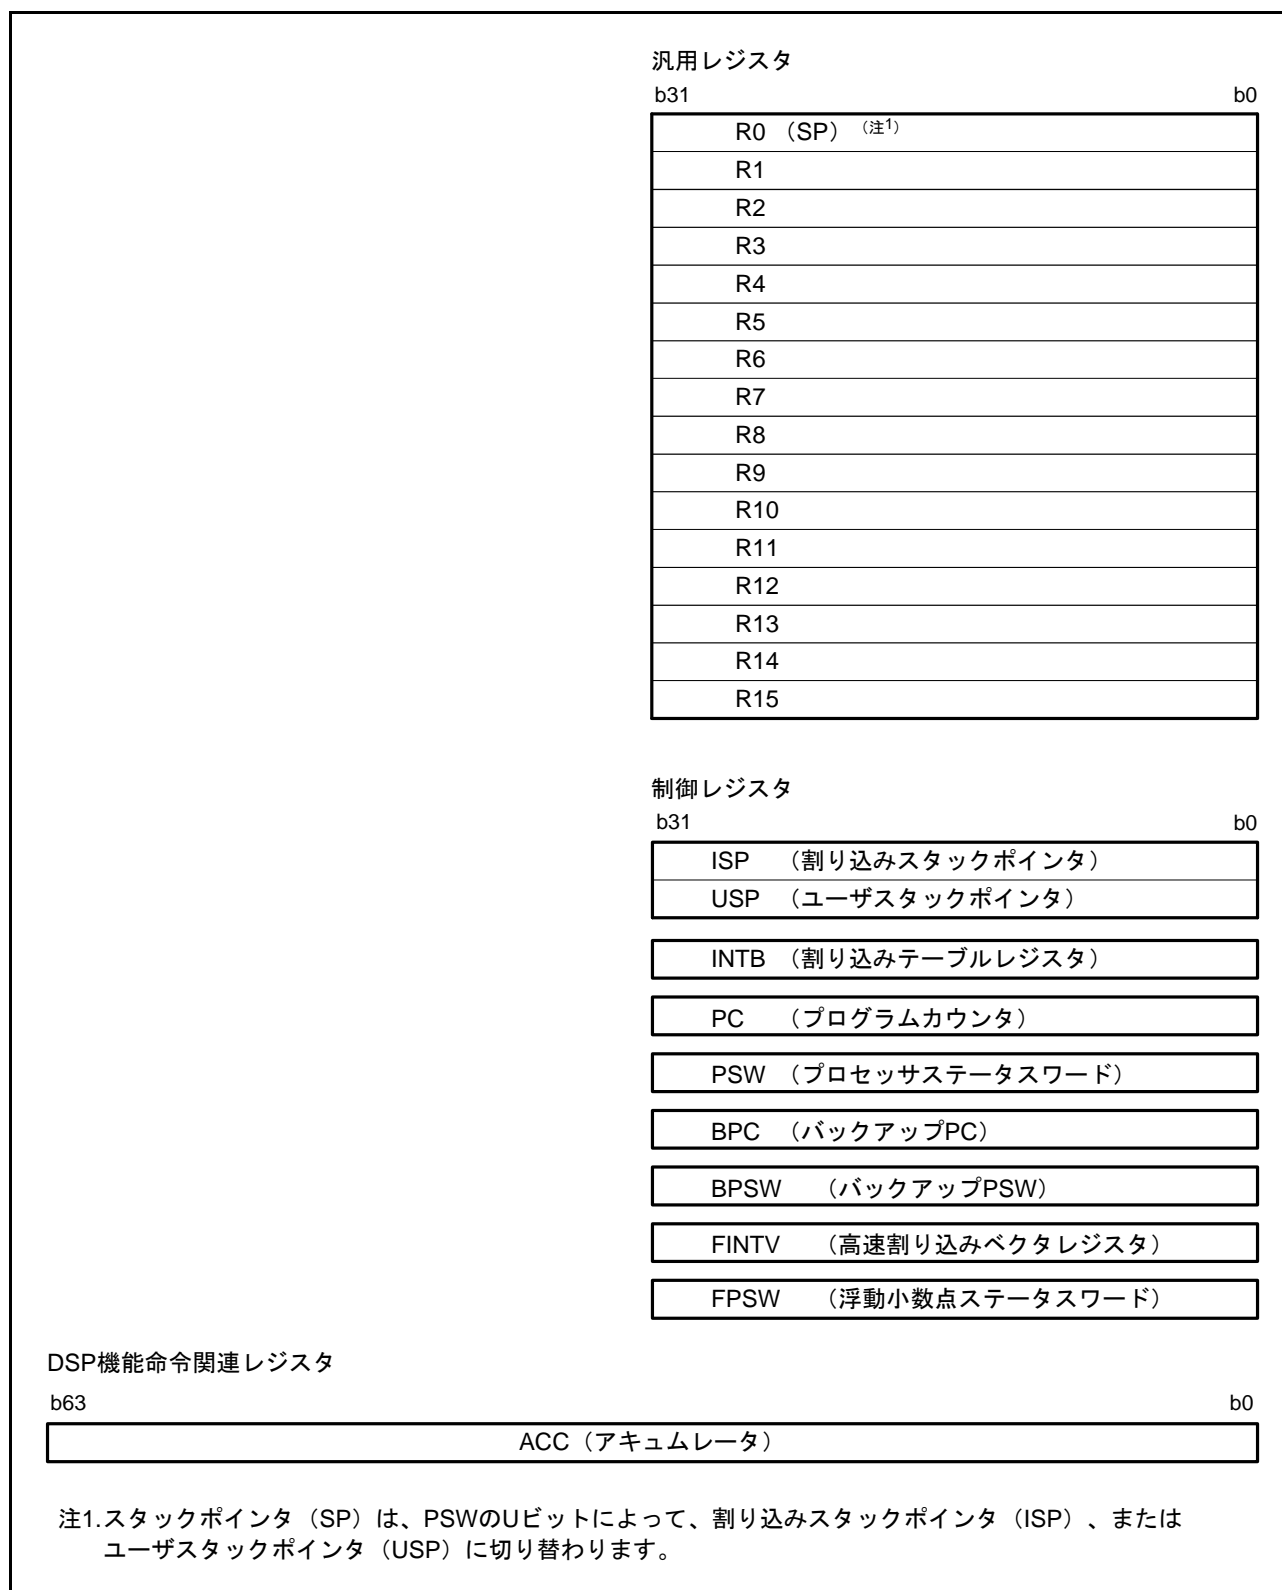 汎用レジスタ
b31 b0
R0 （SP） （注1）
R1
R2
R3
R4
R5
R6
R7
R8
R9
R10
R11
R12
R13
R14
R15
制御レジスタ
b31 b0
ISP （割り込みスタックポインタ）
USP （ユーザスタックポインタ）
INTB （割り込みテーブルレジスタ）
PC （プログラムカウンタ）
PSW （プロセッサステータスワード）
BPC （バックアップPC）
BPSW （バックアップPSW）
FINTV （高速割り込みベクタレジスタ）
FPSW （浮動小数点ステータスワード）
DSP機能命令関連レジスタ
b63 b0
ACC（アキュムレータ）
注1.スタックポインタ（SP）は、PSWのUビットによって、割り込みスタックポインタ（ISP）、または
ユーザスタックポインタ（USP）に切り替わります。